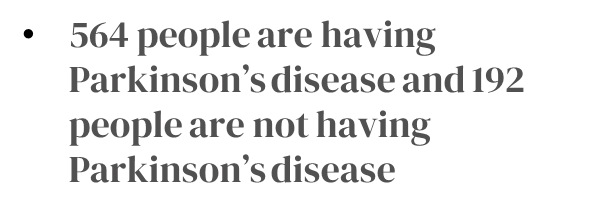 • 564 people are having
Parkinson’s disease and 192
people are not having
Parkinson’s disease